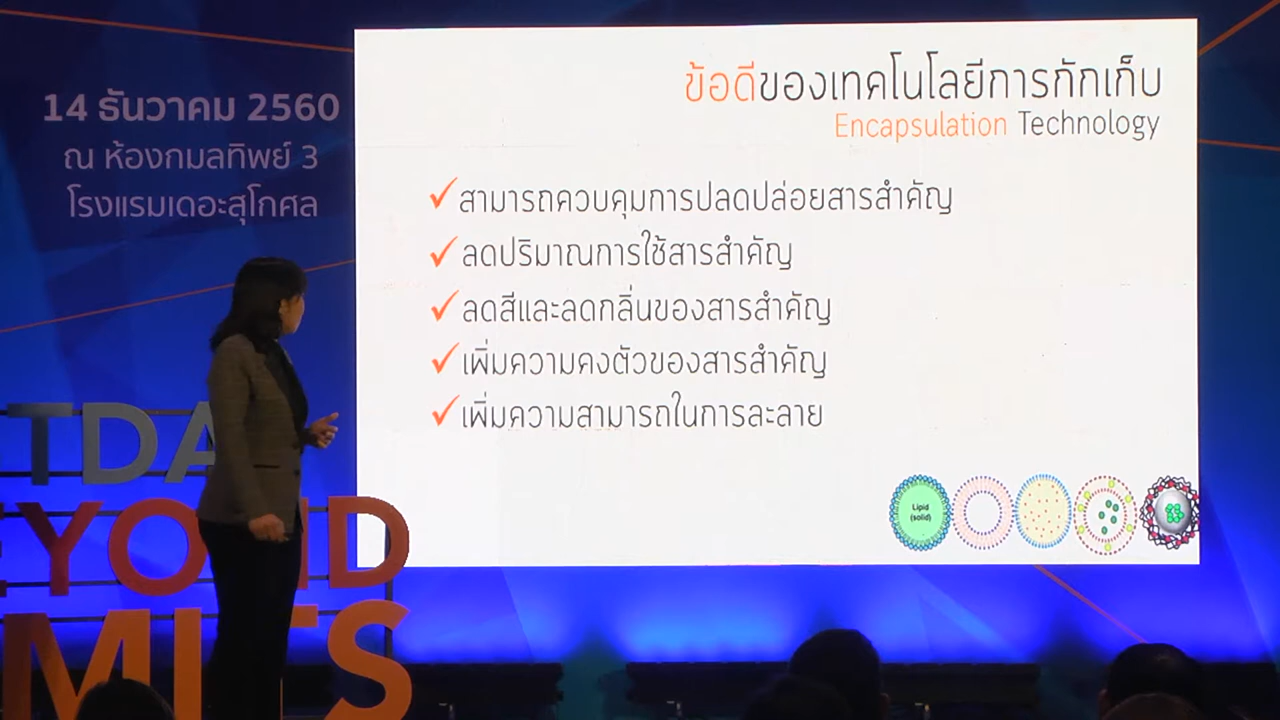 14 ธันวาคม 2560
ณ ห้องกมลทิพย์ 3
โรงแรมเดอะสุโกศล
ข้อดีของเทคโนโลยีการกักเก็บ
Encapsulation Technology
✓สามารถควบคุมการปลดปล่อยสารสำคัญ
✓ลดปริมาณการใช้สารสำคัญ
✓ลดสีและลดกลิ่นของสารสำคัญ
✓เพิ่มความคงตัวของสารสำคัญ
✓เพิ่มความสามารถในการละลาย
Lipid
(solid)
TDA